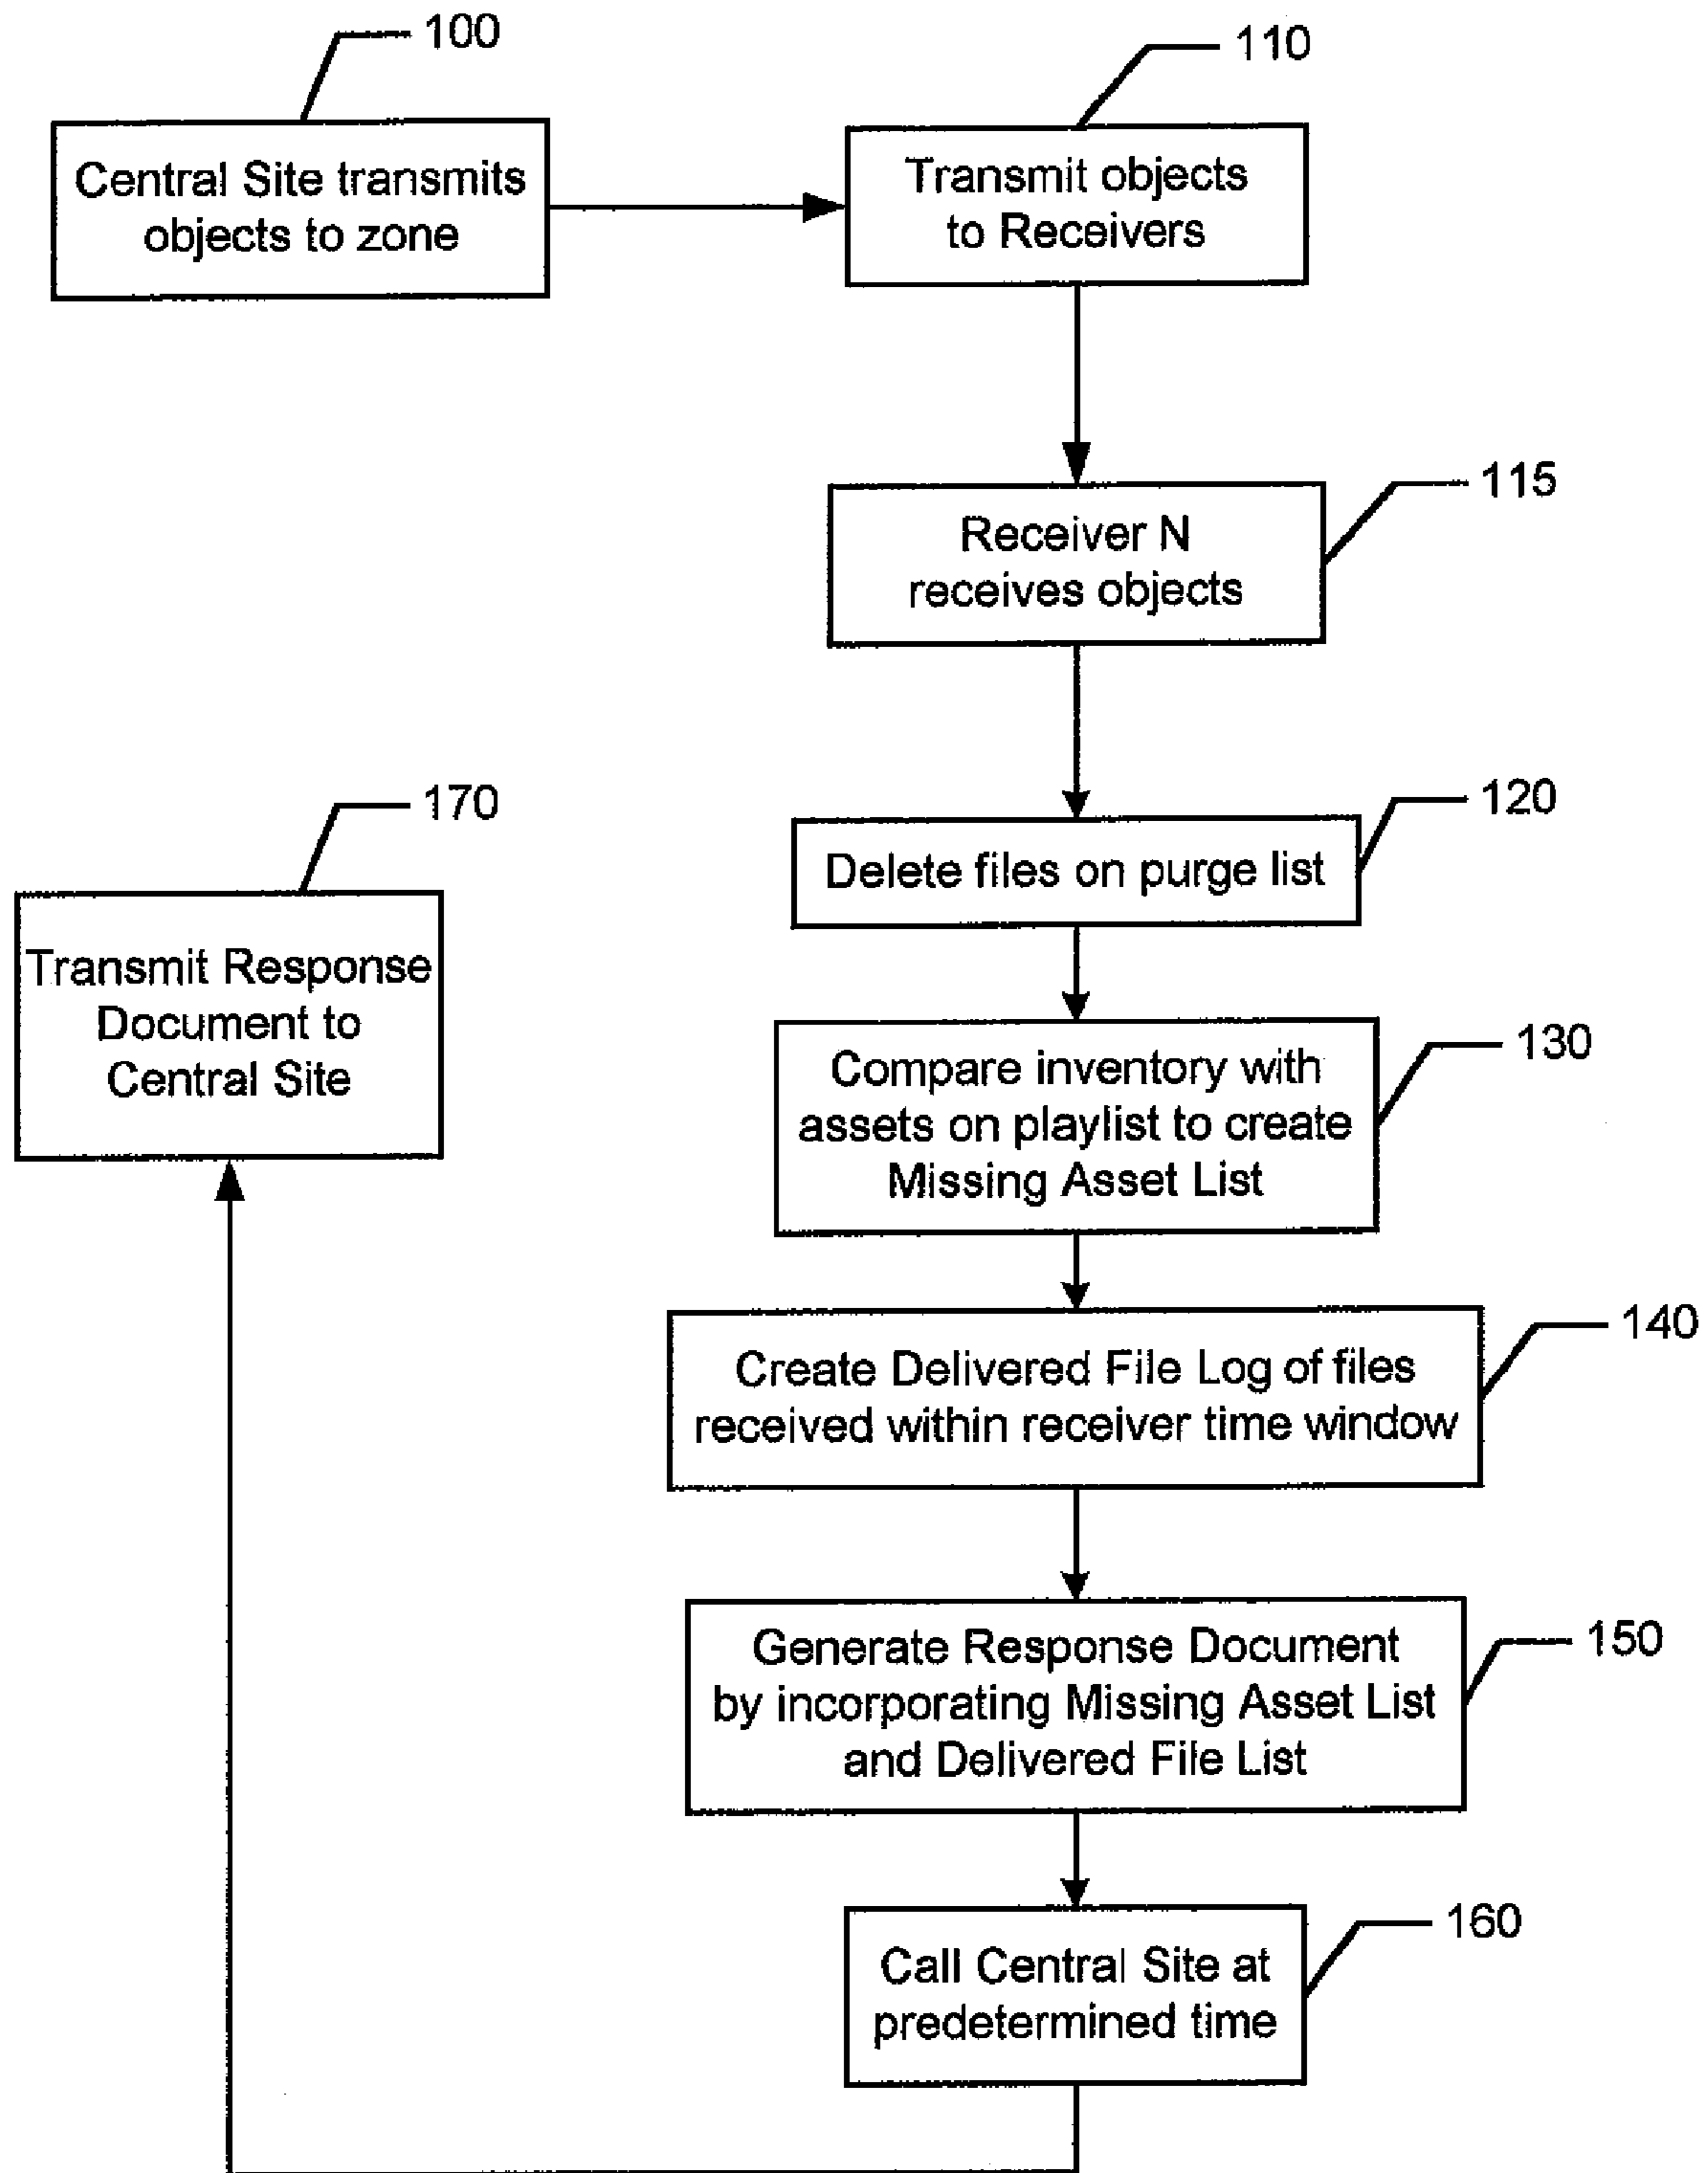 100
Central Site transmits
objects to zone
110
Transmit objects
to Receivers
115
Receiver N
receives objects
120
Delete files on purge list
130
Compare inventory with
assets on playlist to create
Missing Asset List
140
Create Delivered File Log of files
received within receiver time window
150
Generate Response Document
by incorporating Missing Asset List
and Delivered File List
160
Call Central Site at
predetermined time
170
Transmit Response
Document to
Central Site